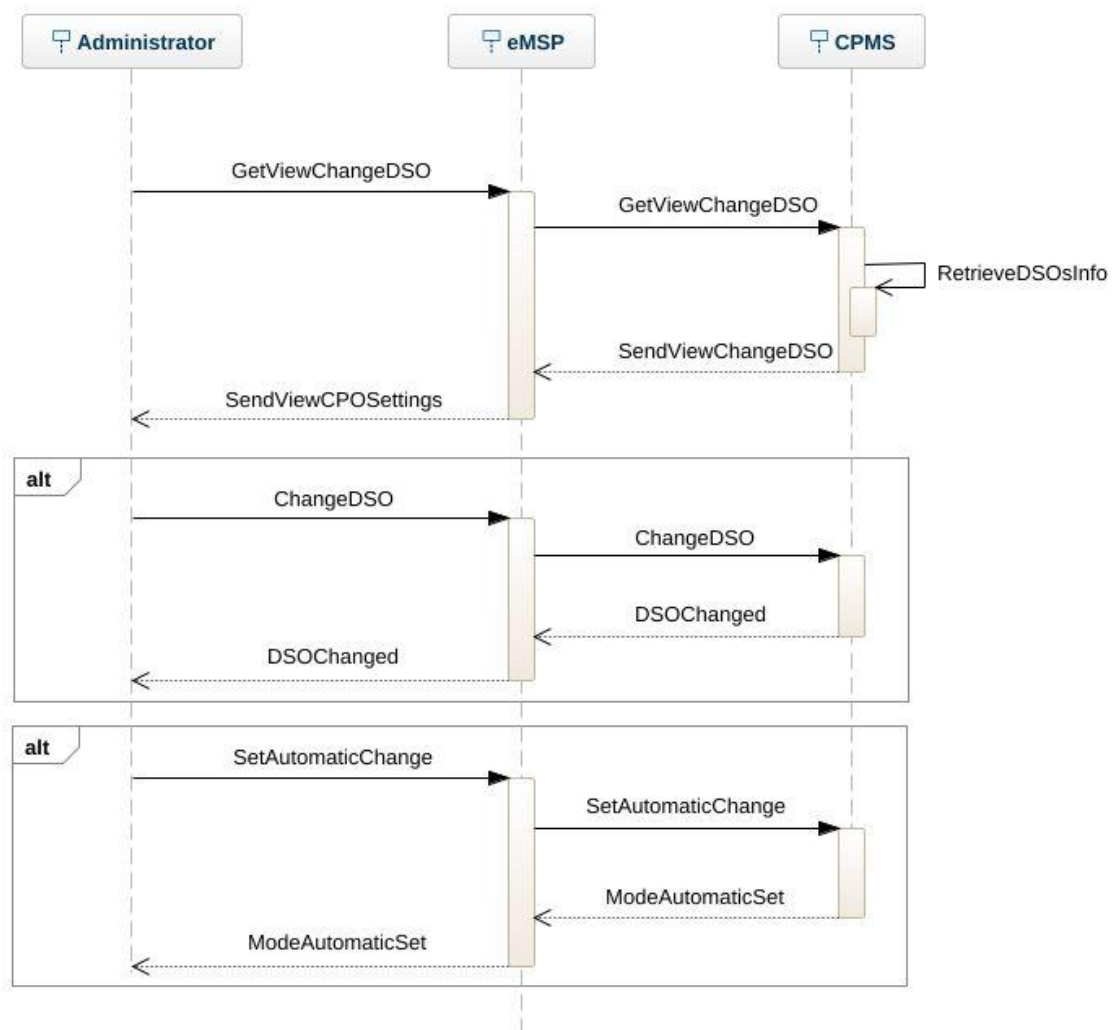 Administrator
eMSP
CPMS
GetViewChangeDSO
GetViewChangeDSO
RetrieveDSOsInfo
SendViewChangeDSO
SendViewCPOSettings
alt
ChangeDSO
ChangeDSO
DSOChanged
DSOChanged
alt
SetAutomaticChange
SetAutomaticChange
ModeAutomaticSet
ModeAutomaticSet